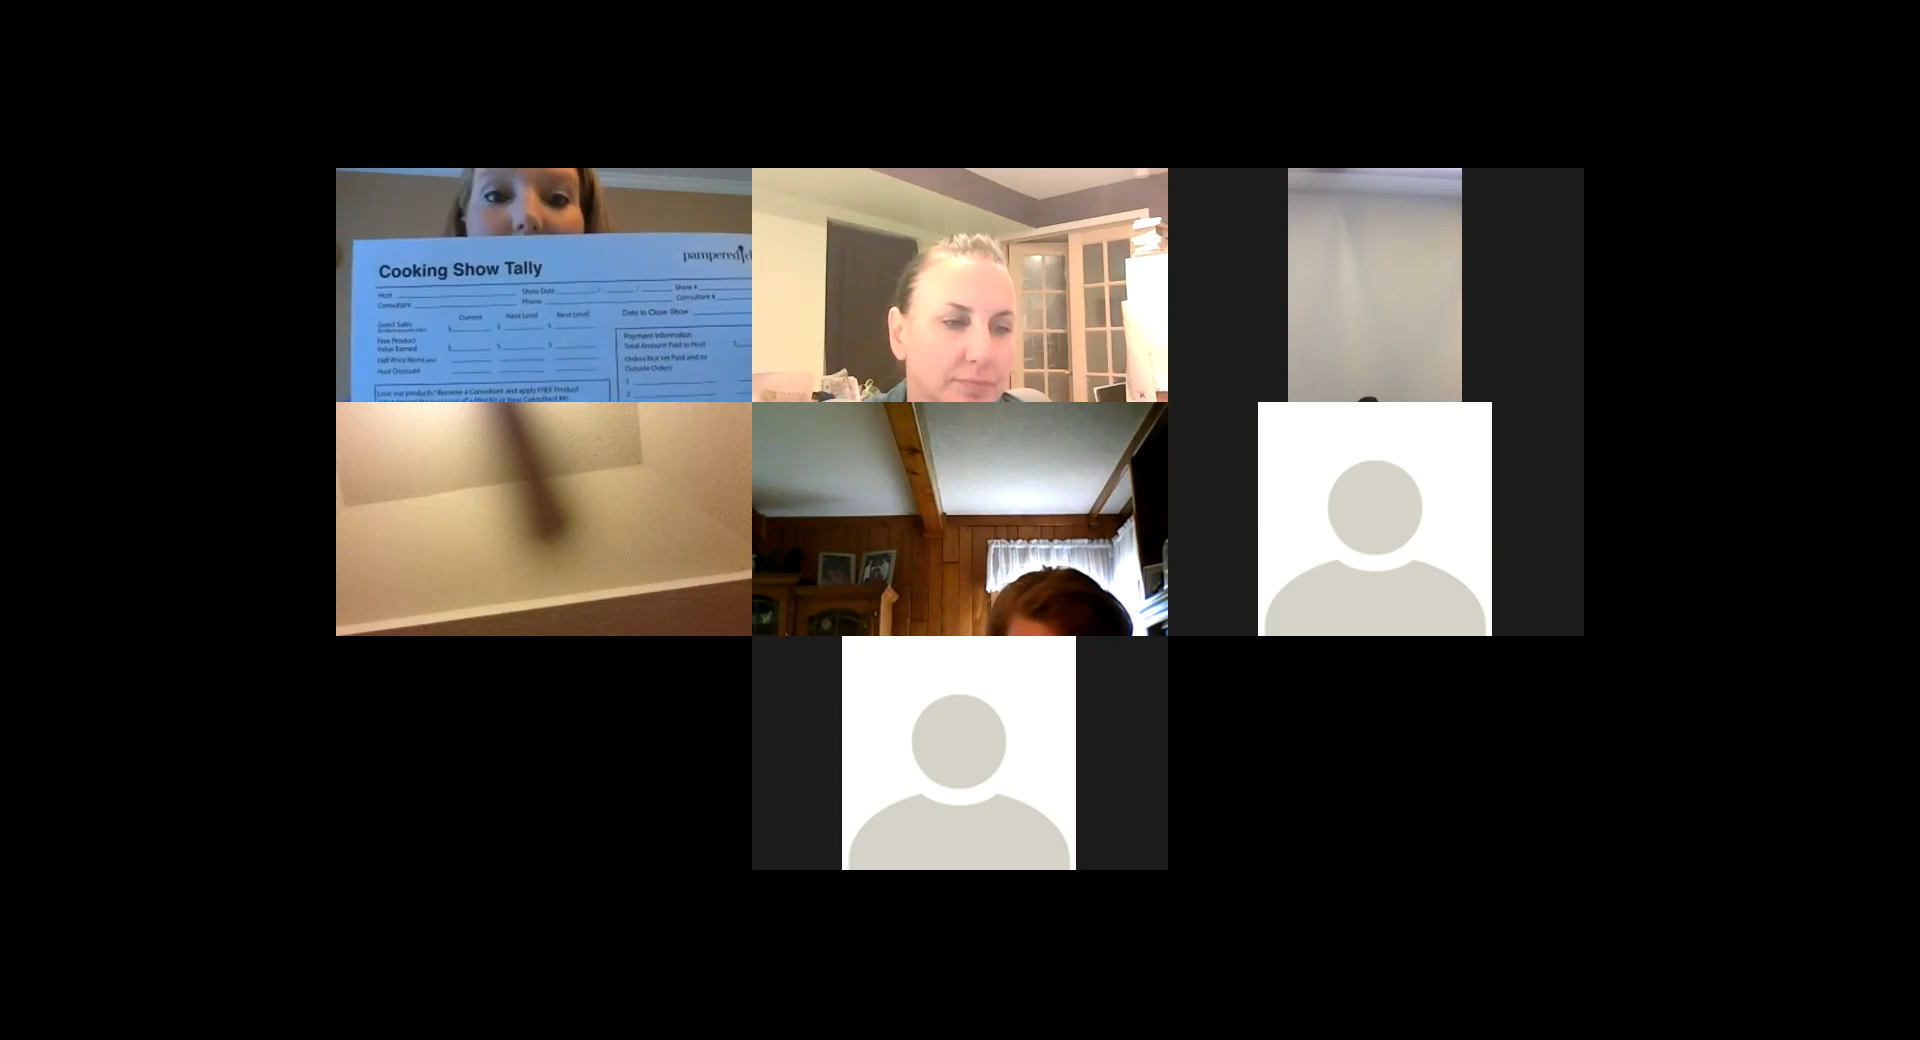 Cooking Show Tally
pampered
Host Show Date / / Show #
Consultant Phone Consultant #
Current Next Level Next Level Date to Close Show
Guest Sales $ $ $
Free Product
Value Earned $ $ $
Half Price Items
Host Discount
Payment Information
Total Amount Paid to Host $
Orders Not Yet Paid and/or
Outside Orders
1
2
Love our products? Become a Consultant and apply FREE Product